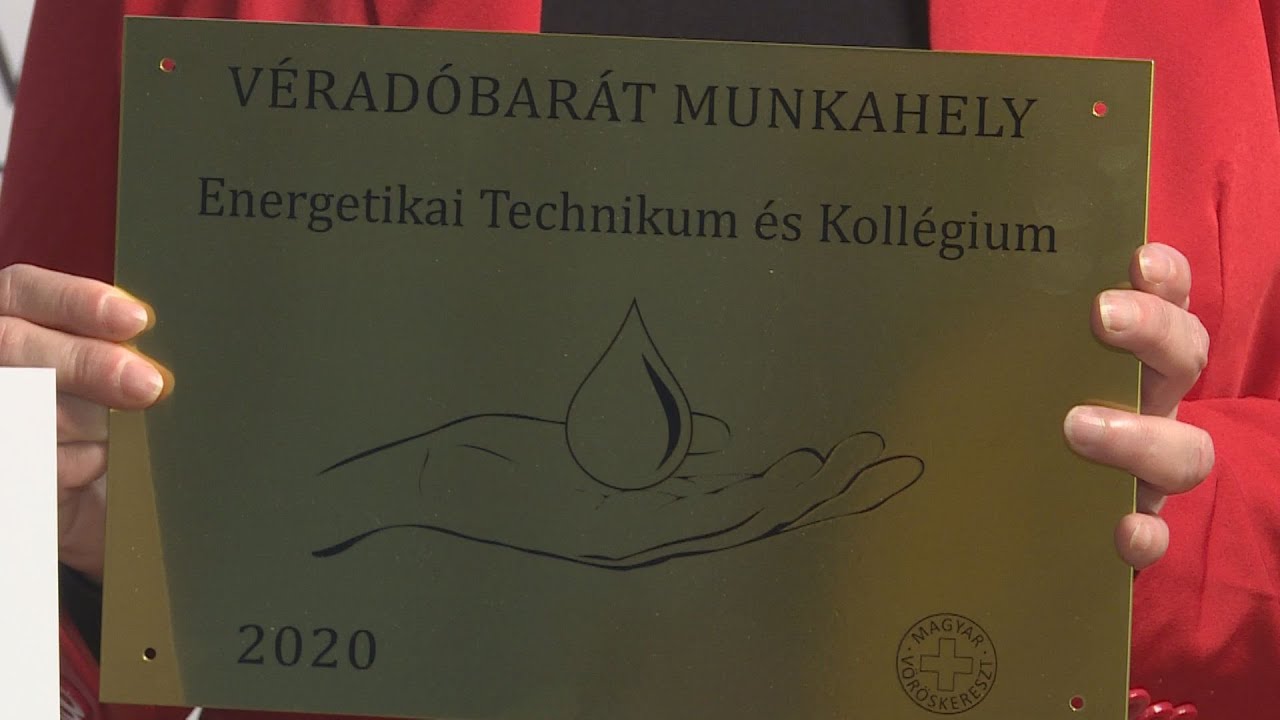 VÉRADÓBARÁT MUNKAHELY
Energetikai Technikum és Kollégium
2020
MAGYAR
VÖRÖSKERESZT